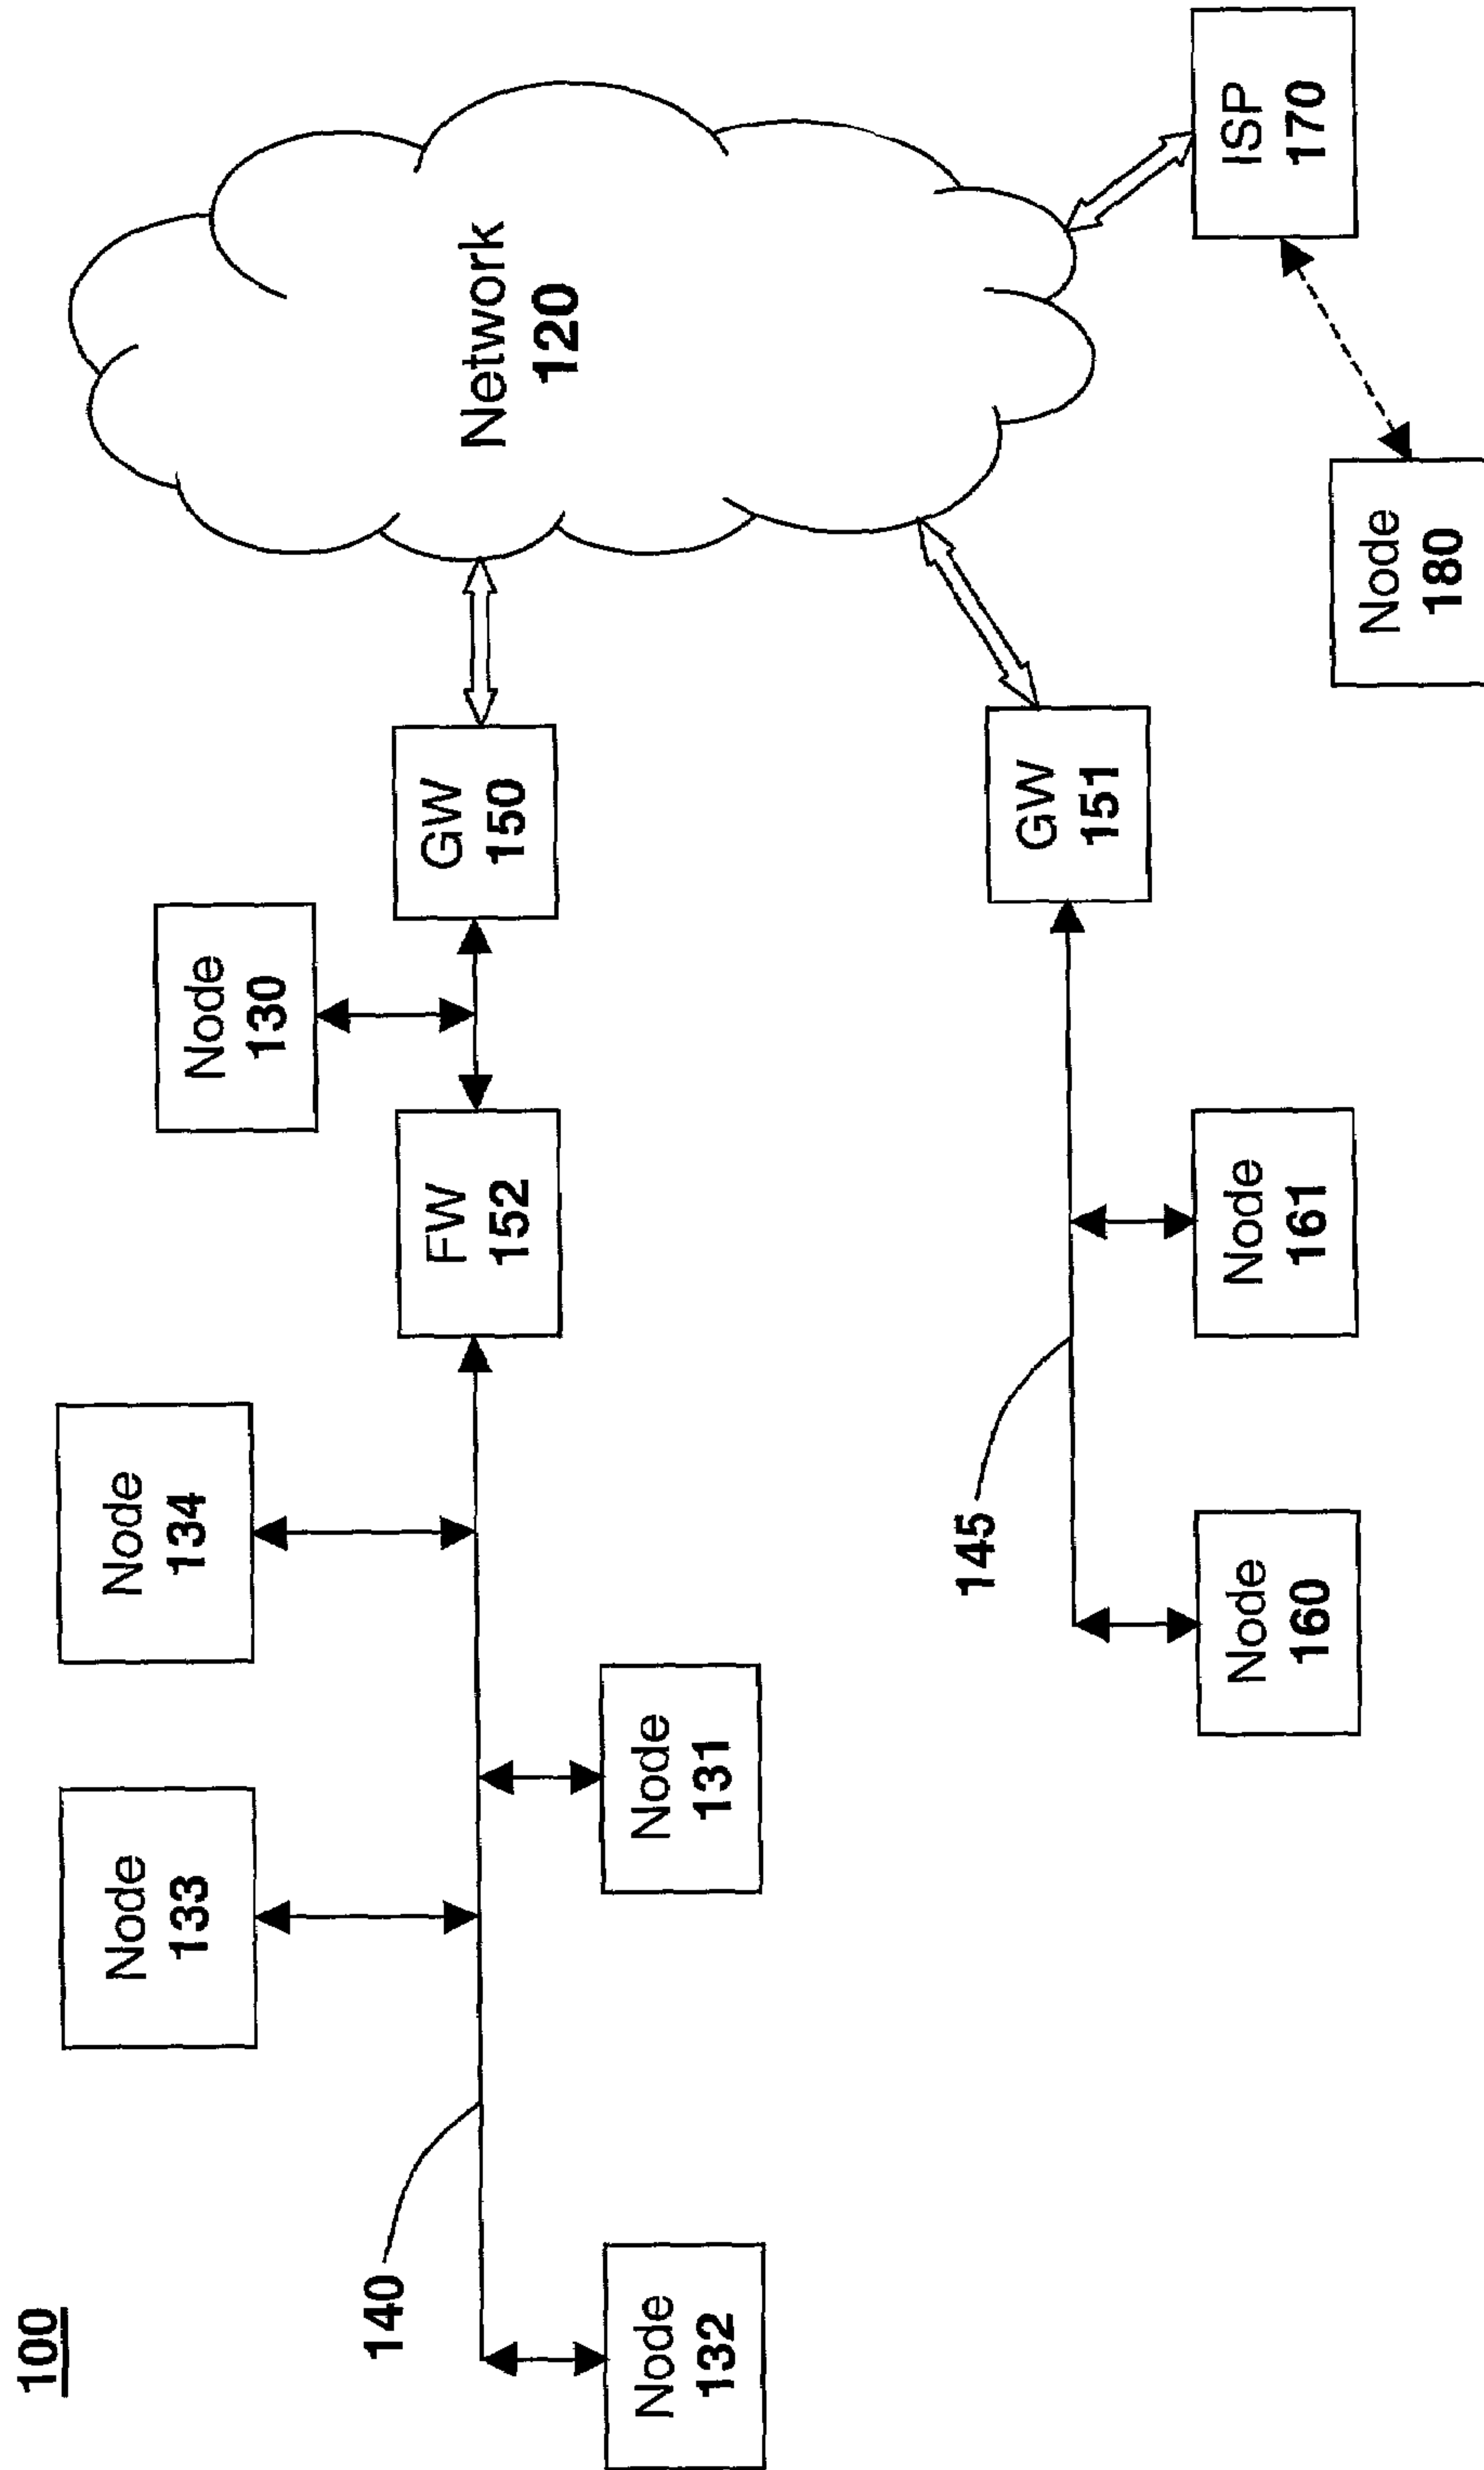 100
Node
133
Node
134
Node
130
140
FW
152
GW
150
Network
120
Node
132
Node
131
145
GW
151
Node
160
Node
161
ISP
170
Node
180